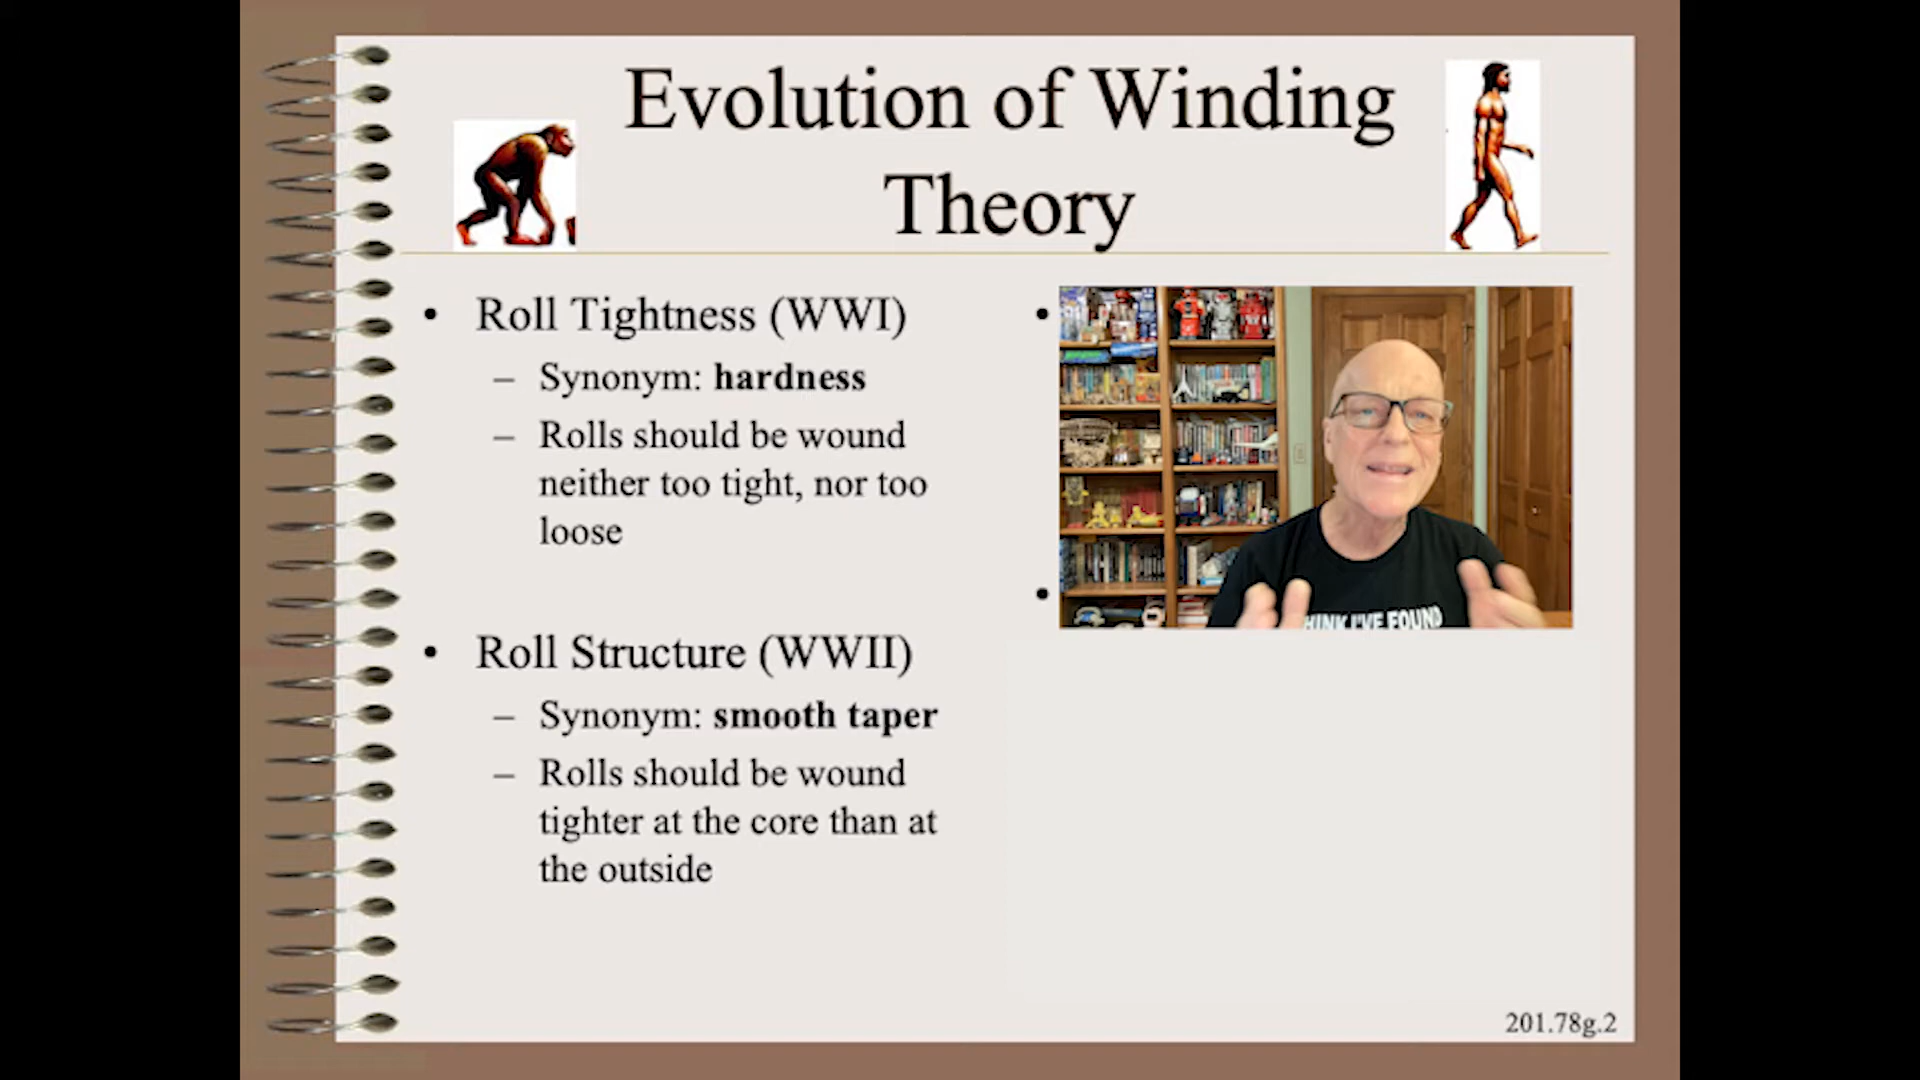 Evolution of Winding
Theory
• Roll Tightness (WWI)
– Synonym: hardness
– Rolls should be wound
neither too tight, nor too
loose
• Roll Structure (WWII)
– Synonym: smooth taper
– Rolls should be wound
tighter at the core than at
the outside
•
•
I'VE FOUND
201.78g.2